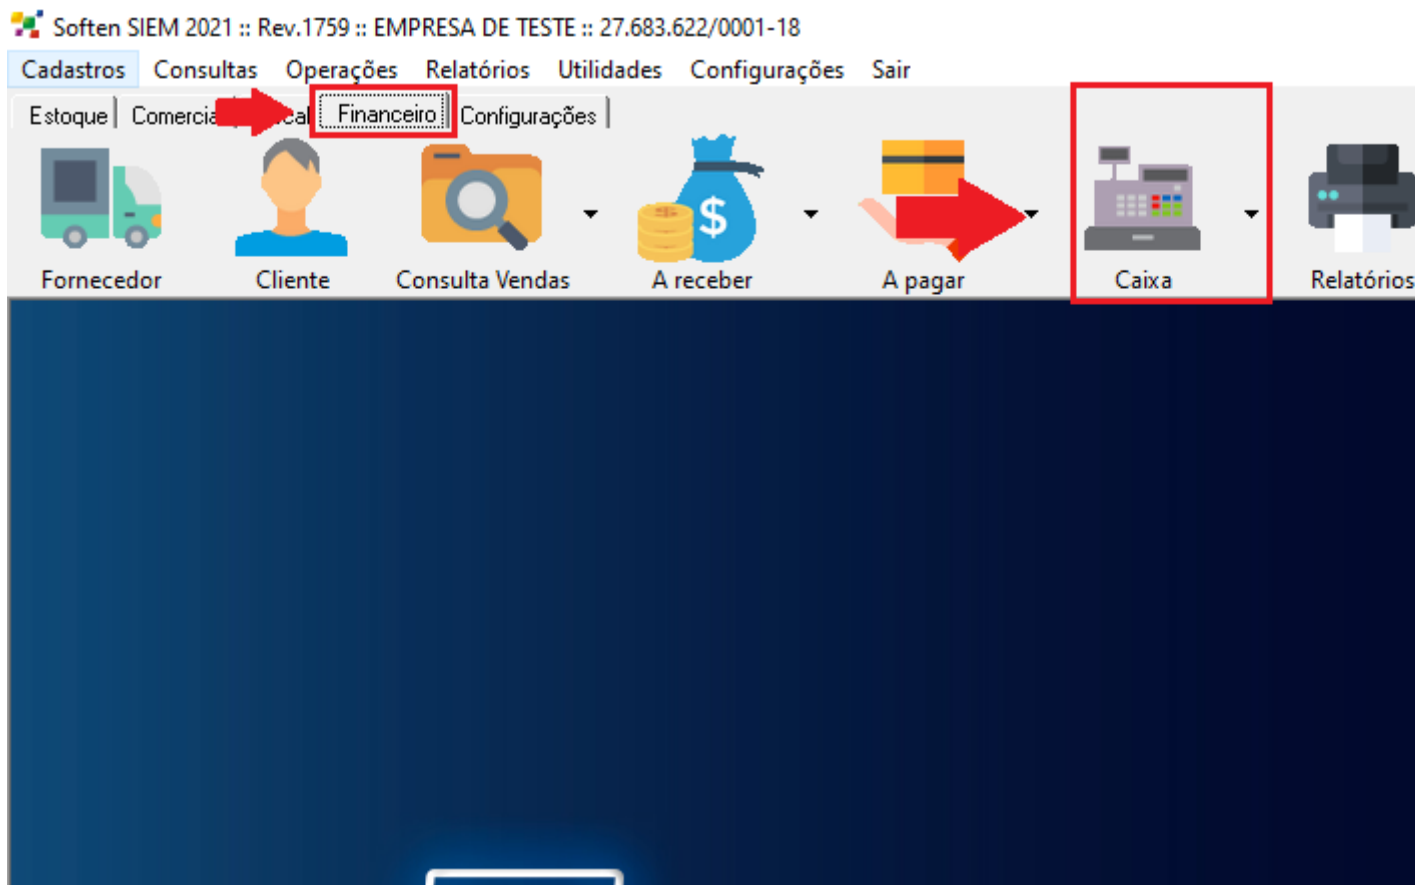 Soften SIEM 2021 :: Rev.1759 :: EMPRESA DE TESTE :: 27.683.622/0001-18
Cadastros Consultas Operações Relatórios Utilidades Configurações Sair
Estoque Financeiro Configurações
$
Fornecedor Cliente Consulta Vendas A receber A pagar Caixa Relatórios